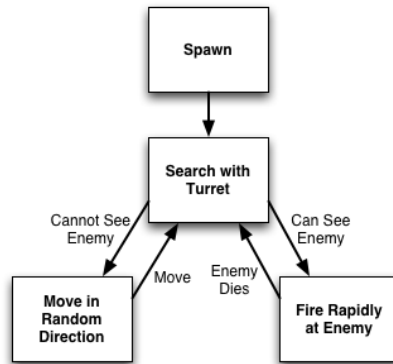 Spawn
Search with
Turret
Cannot See
Enemy
Can See
Enemy
Move
Enemy
Dies
Move in
Random
Direction
Fire Rapidly
at Enemy